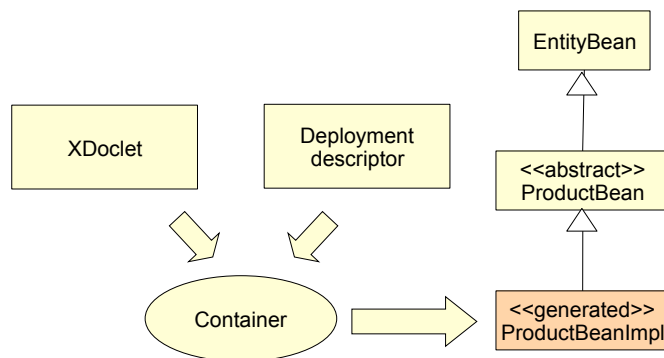 EntityBean
XDoclet
Deployment
descriptor
<<abstract>>
ProductBean
Container
<<generated>>
ProductBeanImpl